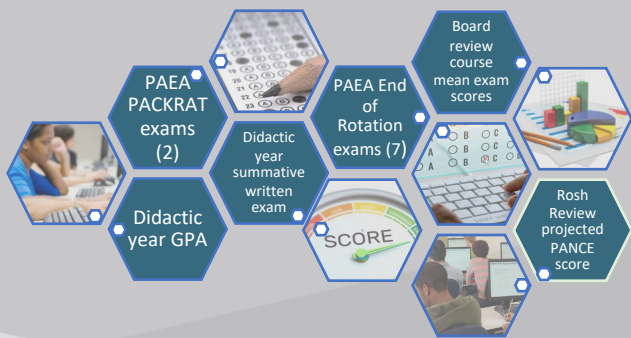 PAEA
PACKRAT
exams
(2)
Didactic
year GPA
Didactic
year
summative
written
exam
PAEA End
of
Rotation
exams (7)
SCORE
Board
review
course
mean exam
scores
Rosh
Review
projected
PANCE
score